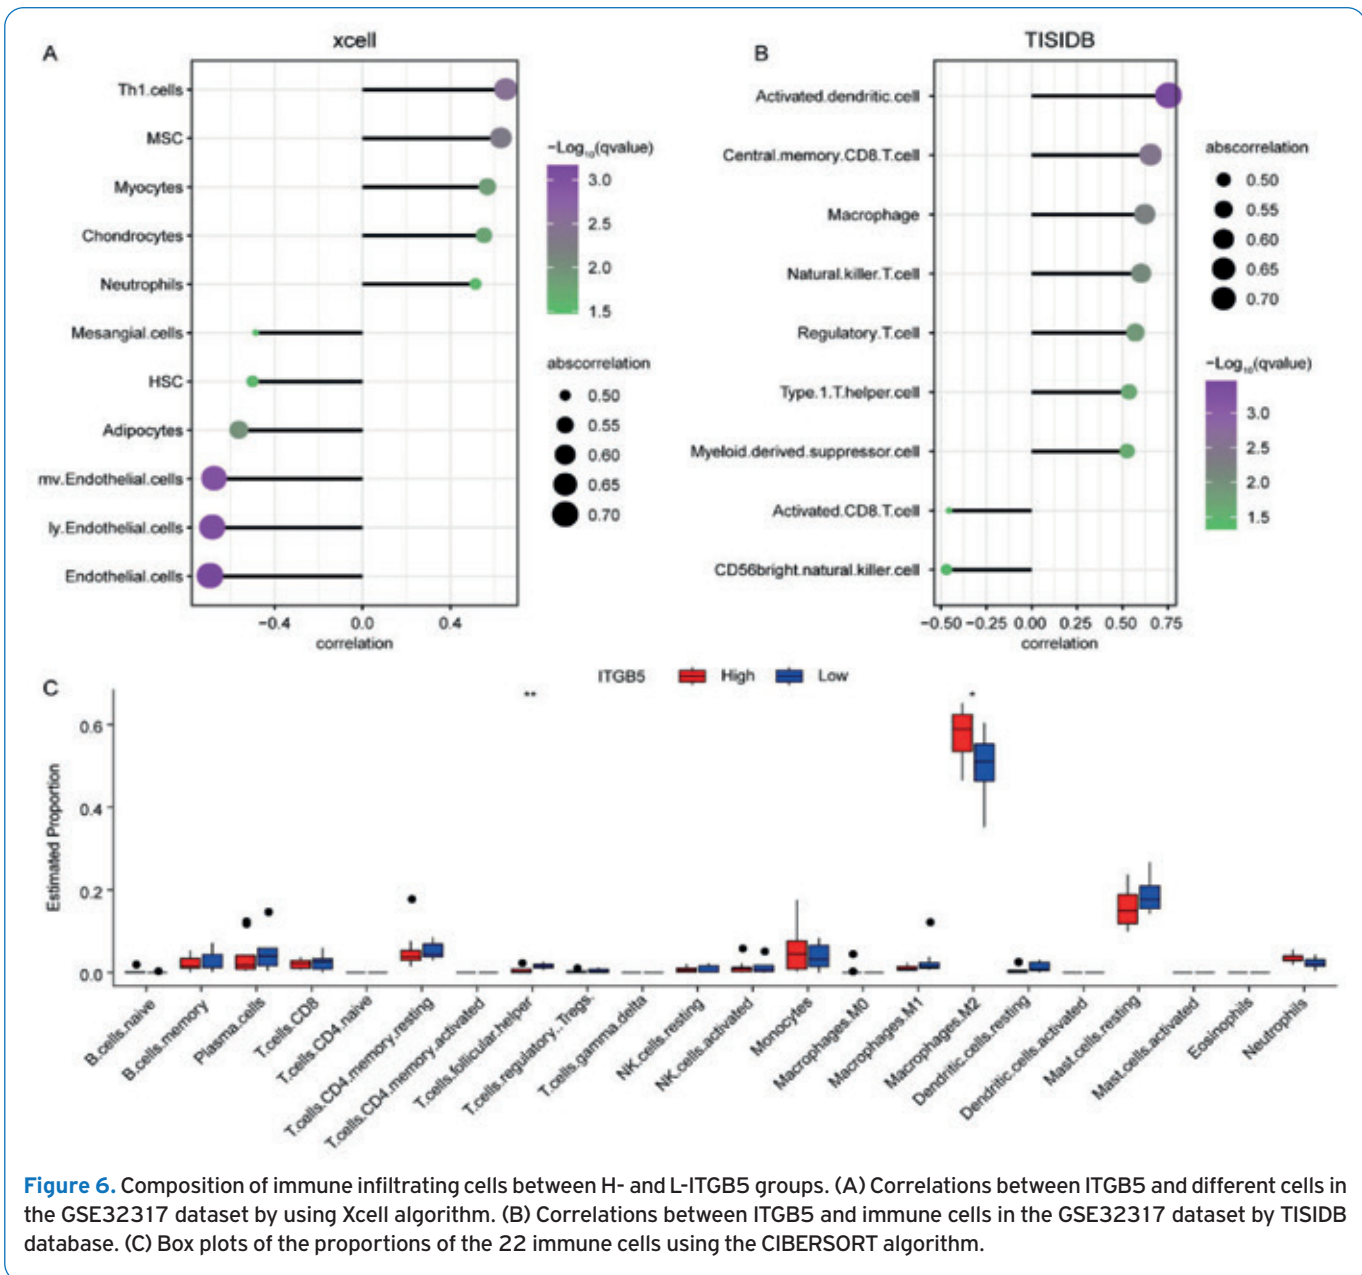 A
xcell
Th1.cells
MSC
Myocytes
Chondrocytes
Neutrophils
Mesangial.cells
HSC
Adipocytes
mv.Endothelial.cells
ly.Endothelial.cells
Endothelial.cells
−0.4 0.0 0.4
correlation
−Log10(qvalue)
3.0
2.5
2.0
1.5
abscorrelation
0.50
0.55
0.60
0.65
0.70
B
TISIDB
Activated.dendritic.cell
Central.memory.CD8.T.cell
Macrophage
Natural.killer.T.cell
Regulatory.T.cell
Type.1.T.helper.cell
Myeloid.derived.suppressor.cell
Activated.CD8.T.cell
CD56bright.natural.killer.cell
−0.50 −0.25 0.00 0.25 0.50 0.75
correlation
abscorrelation
0.50
0.55
0.60
0.65
0.70
−Log10(qvalue)
3.0
2.5
2.0
1.5
C
ITGB5 High Low
** *
Estimated Proportion
0.6
0.4
0.2
0.0
B.cells.naive
B.cells.memory
Plasma.cells
T.cells.CD8
T.cells.CD4.naive
T.cells.CD4.memory.resting
T.cells.CD4.memory.activated
T.cells.follicular.helper
T.cells.regulatory..Tregs.
T.cells.gamma.delta
NK.cells.resting
NK.cells.activated
Monocytes
Macrophages.M0
Macrophages.M1
Macrophages.M2
Dendritic.cells.resting
Dendritic.cells.activated
Mast.cells.resting
Mast.cells.activated
Eosinophils
Neutrophils
Figure 6. Composition of immune infiltrating cells between H- and L-ITGB5 groups. (A) Correlations between ITGB5 and different cells in
the GSE32317 dataset by using Xcell algorithm. (B) Correlations between ITGB5 and immune cells in the GSE32317 dataset by TISIDB
database. (C) Box plots of the proportions of the 22 immune cells using the CIBERSORT algorithm.